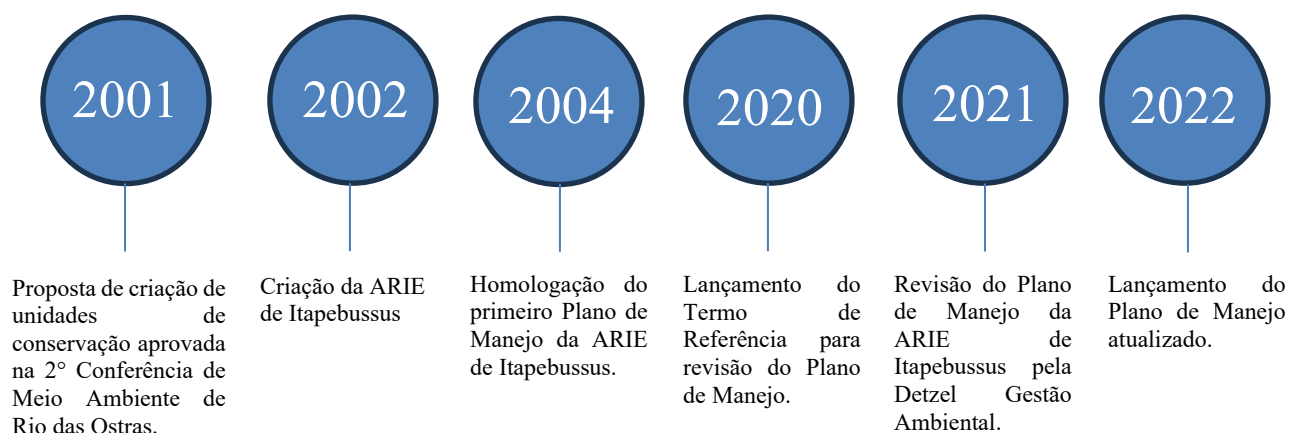 2001
Proposta de criação de
unidades de
conservação aprovada
na 2° Conferência de
Meio Ambiente de
Rio das Ostras.
2002
Criação da ARIE
de Itapebussus
2004
Homologação do
primeiro Plano de
Manejo da ARIE
de Itapebussus.
2020
Lançamento do
Termo de
Referência para
revisão do Plano
de Manejo.
2021
Revisão do Plano
de Manejo da
ARIE de
Itapebussus pela
Detzel Gestão
Ambiental.
2022
Lançamento do
Plano de Manejo
atualizado.